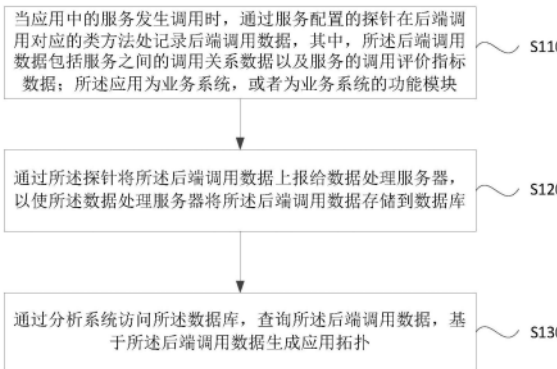 当应用中的服务发生调用时，通过服务配置的探针在后端调
用对应的类方法处记录后端调用数据，其中，所述后端调用
数据包括服务之间的调用关系数据以及服务的调用评价指标
数据；所述应用为业务系统，或者为业务系统的功能模块
S110
通过所述探针将所述后端调用数据上报给数据处理服务器，
以使所述数据处理服务器将所述后端调用数据存储到数据库
S120
通过分析系统访问所述数据库，查询所述后端调用数据，基
于所述后端调用数据生成应用拓扑
S130